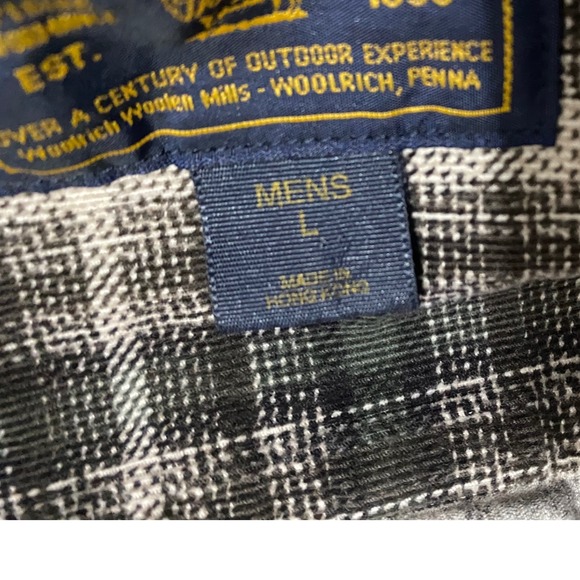 EST.
OVER A CENTURY OF OUTDOOR EXPERIENCE
Woolrich Woolen Mills - WOOLRICH, PENNA
MENS
L
MADE IN
HONG KONG